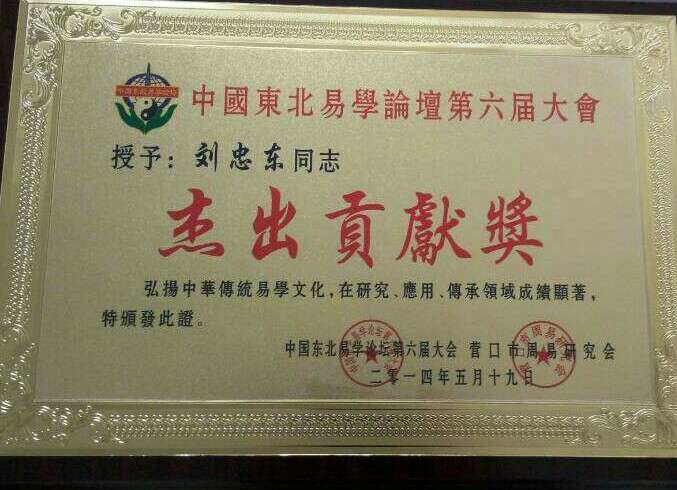 中國東北易學論壇第六届大會
授予：刘忠东同志
杰出貢獻獎
弘揚中華傳統易學文化，在研究、應用、傳承領域成績顯著，
特頒發此證。
中国东北易学论坛第六届大会 营口市周易研究会
二零一四年五月十九日